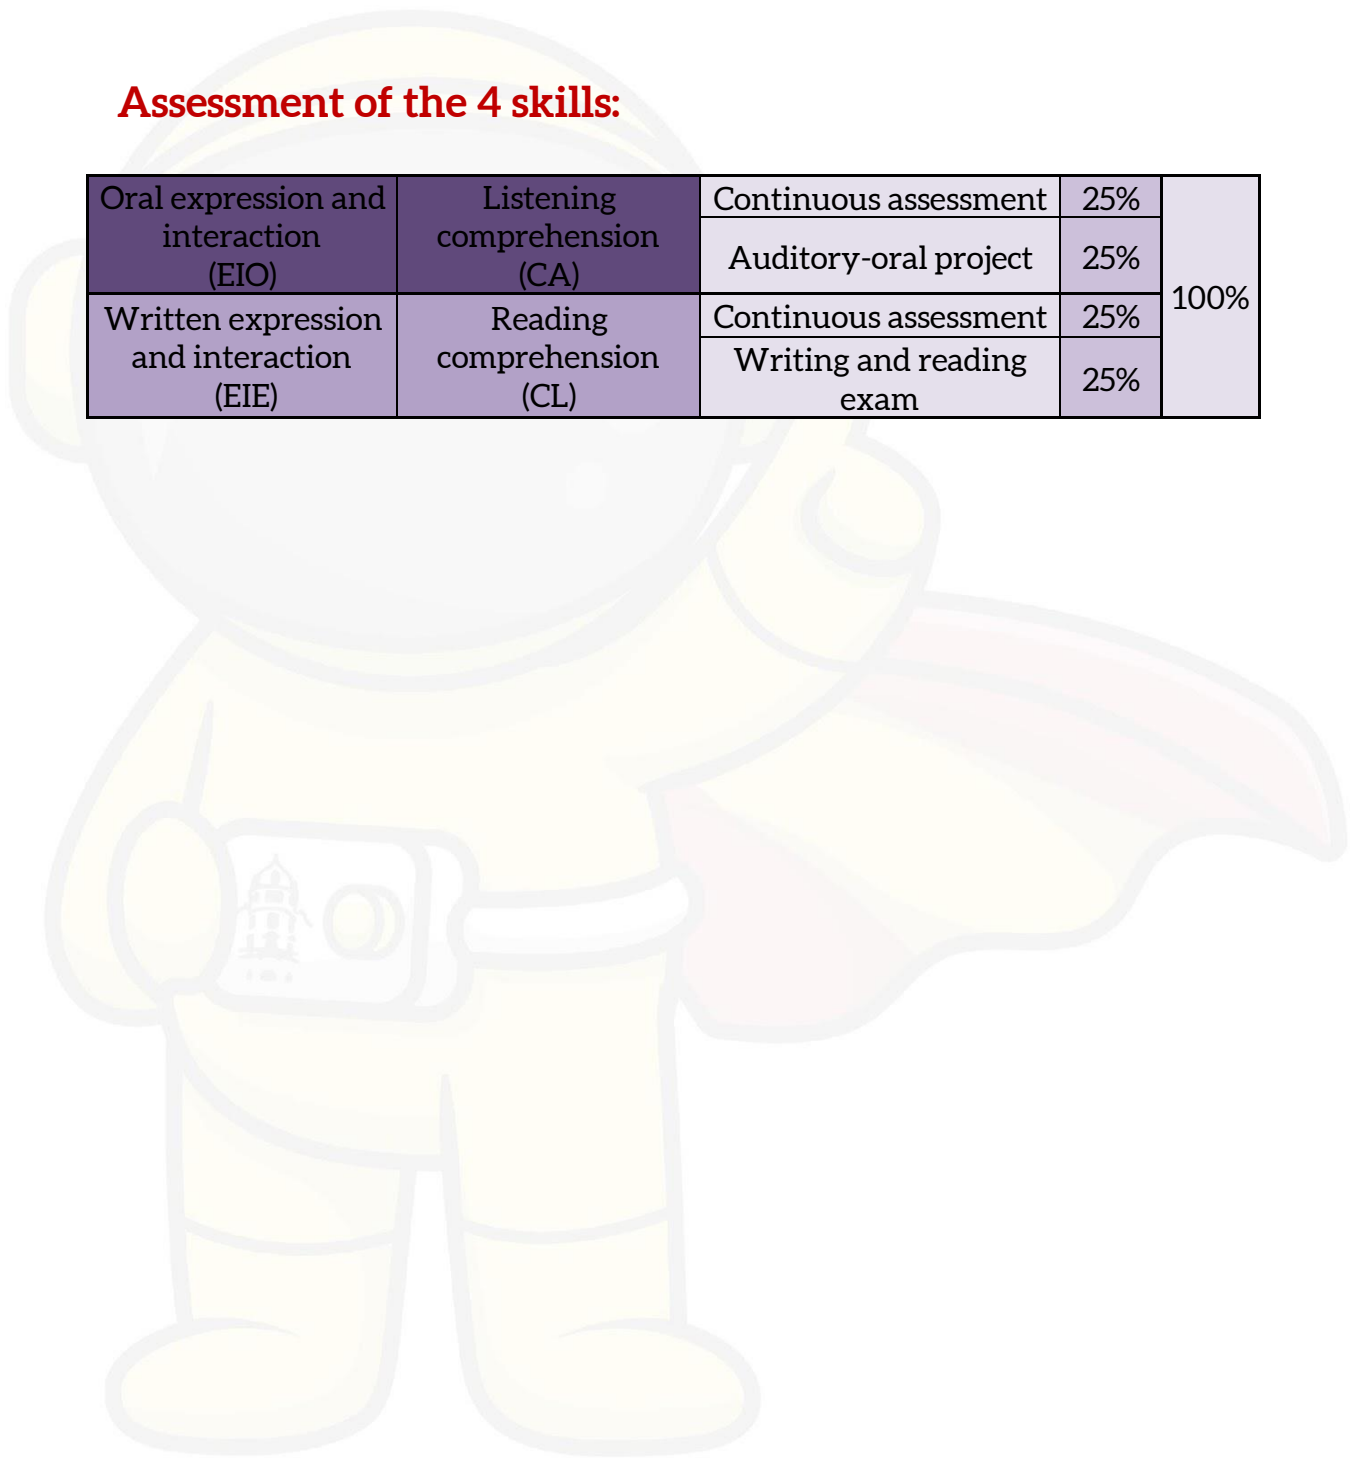 Assessment of the 4 skills:
Oral expression and
interaction
(EIO)
Listening
comprehension
(CA)
Continuous assessment
25%
Auditory-oral project
25%
100%
Written expression
and interaction
(EIE)
Reading
comprehension
(CL)
Continuous assessment
25%
Writing and reading
exam
25%